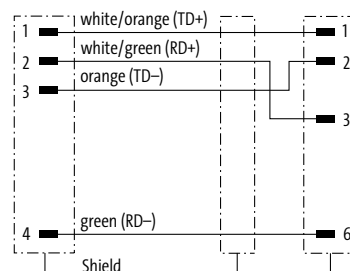 1 white/orange (TD+) 1
2 white/green (RD+) 2
3 orange (TD–)
3
4 green (RD–) 6
Shield